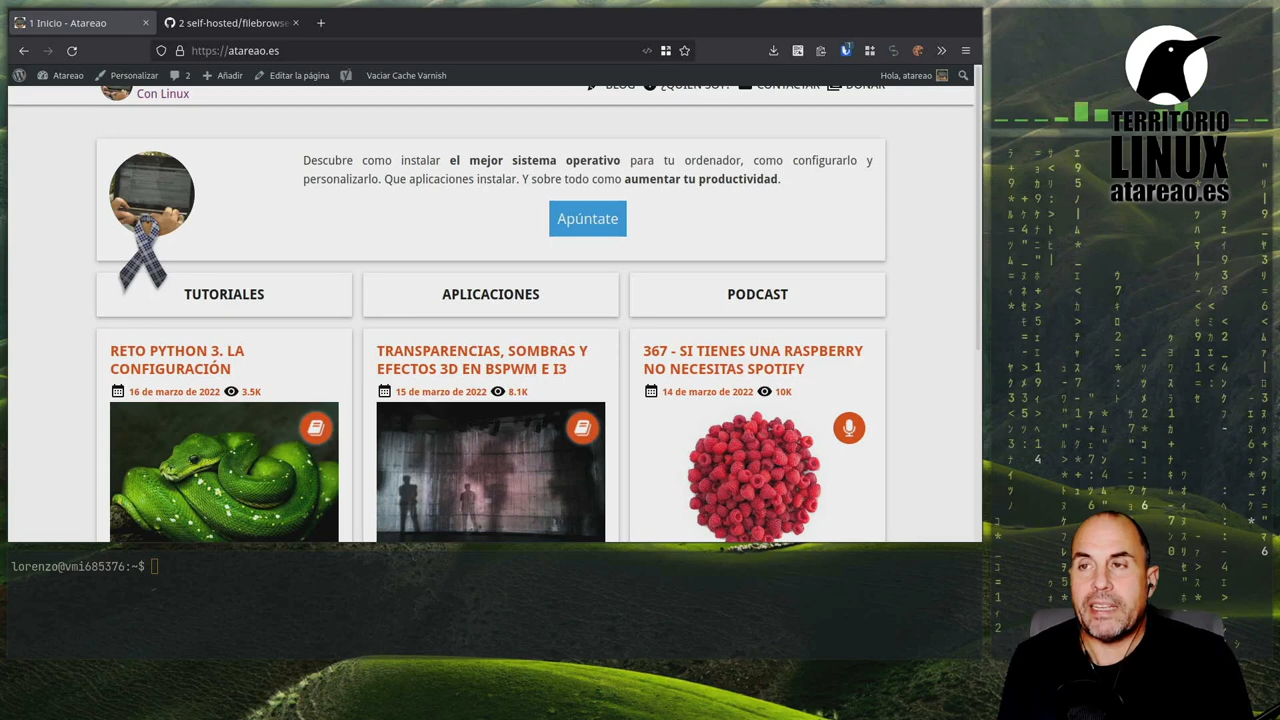 1 Inicio - Atareao
2 self-hosted/filebrowse
https://atareao.es
Atareao
Personalizar
2
Añadir
Editar la página
Vaciar Cache Varnish
Hola, atareao
Con Linux
BLOG
¿QUIEN SOY?
CONTACTAR
DONAR
Descubre como instalar el mejor sistema operativo para tu ordenador, como configurarlo y
personalizarlo. Que aplicaciones instalar. Y sobre todo como aumentar tu productividad.
Apúntate
TUTORIALES
APLICACIONES
PODCAST
RETO PYTHON 3. LA
CONFIGURACIÓN
16 de marzo de 2022 3.5K
TRANSPARENCIAS, SOMBRAS Y
EFECTOS 3D EN BSPWM E I3
15 de marzo de 2022 8.1K
367 - SI TIENES UNA RASPBERRY
NO NECESITAS SPOTIFY
14 de marzo de 2022 10K
lorenzo@vmi685376:~$
TERRITORIO
LINUX
atareao.es